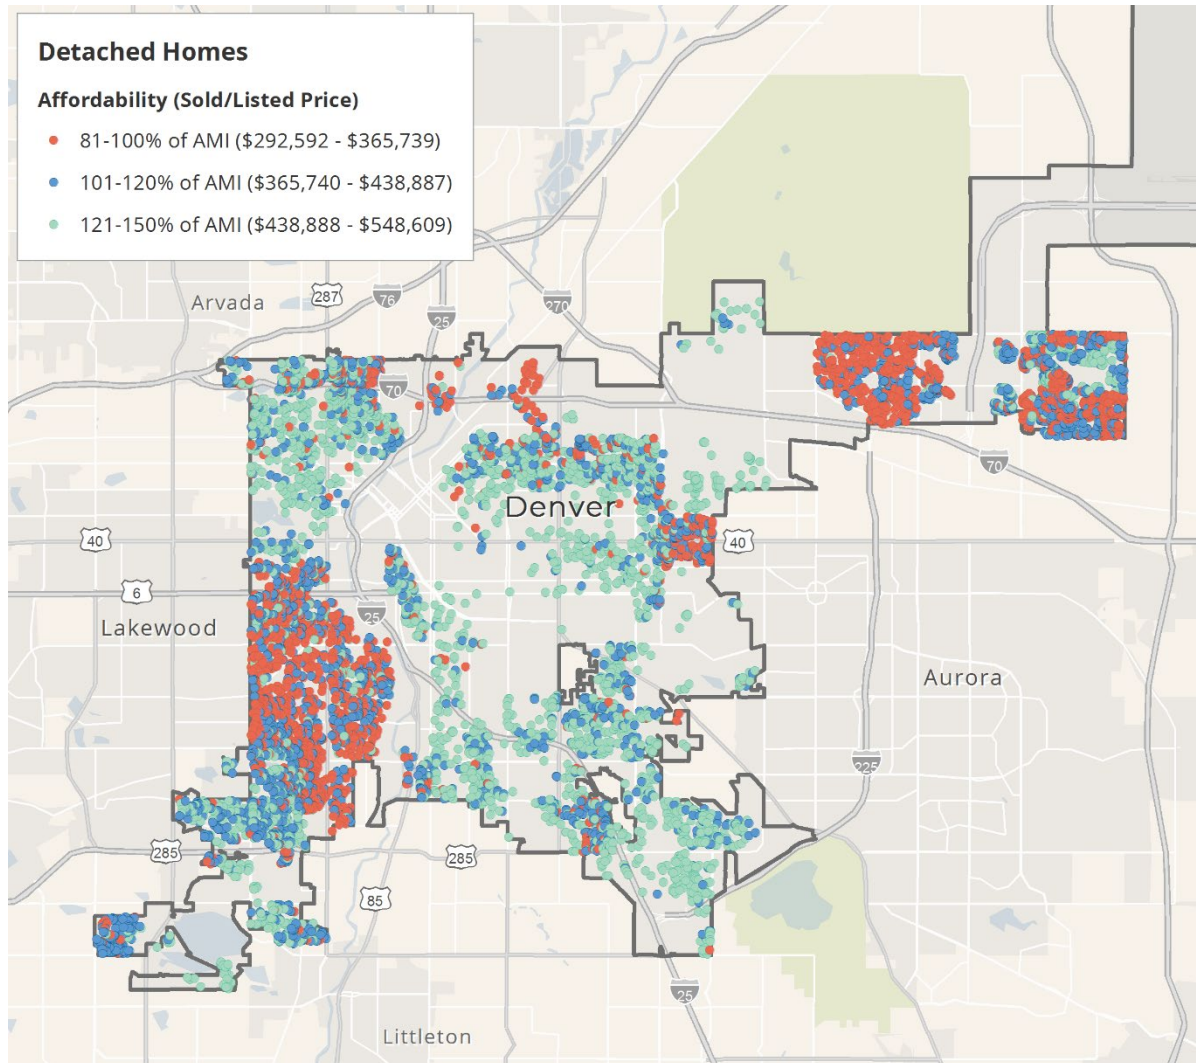 Detached Homes
Affordability (Sold/Listed Price)
81-100% of AMI ($292,592 - $365,739)
101-120% of AMI ($365,740 - $438,887)
121-150% of AMI ($438,888 - $548,609)
Arvada
287
76
25
270
70
70
Denver
40
40
6
25
Lakewood
Aurora
225
285
285
85
25
Littleton